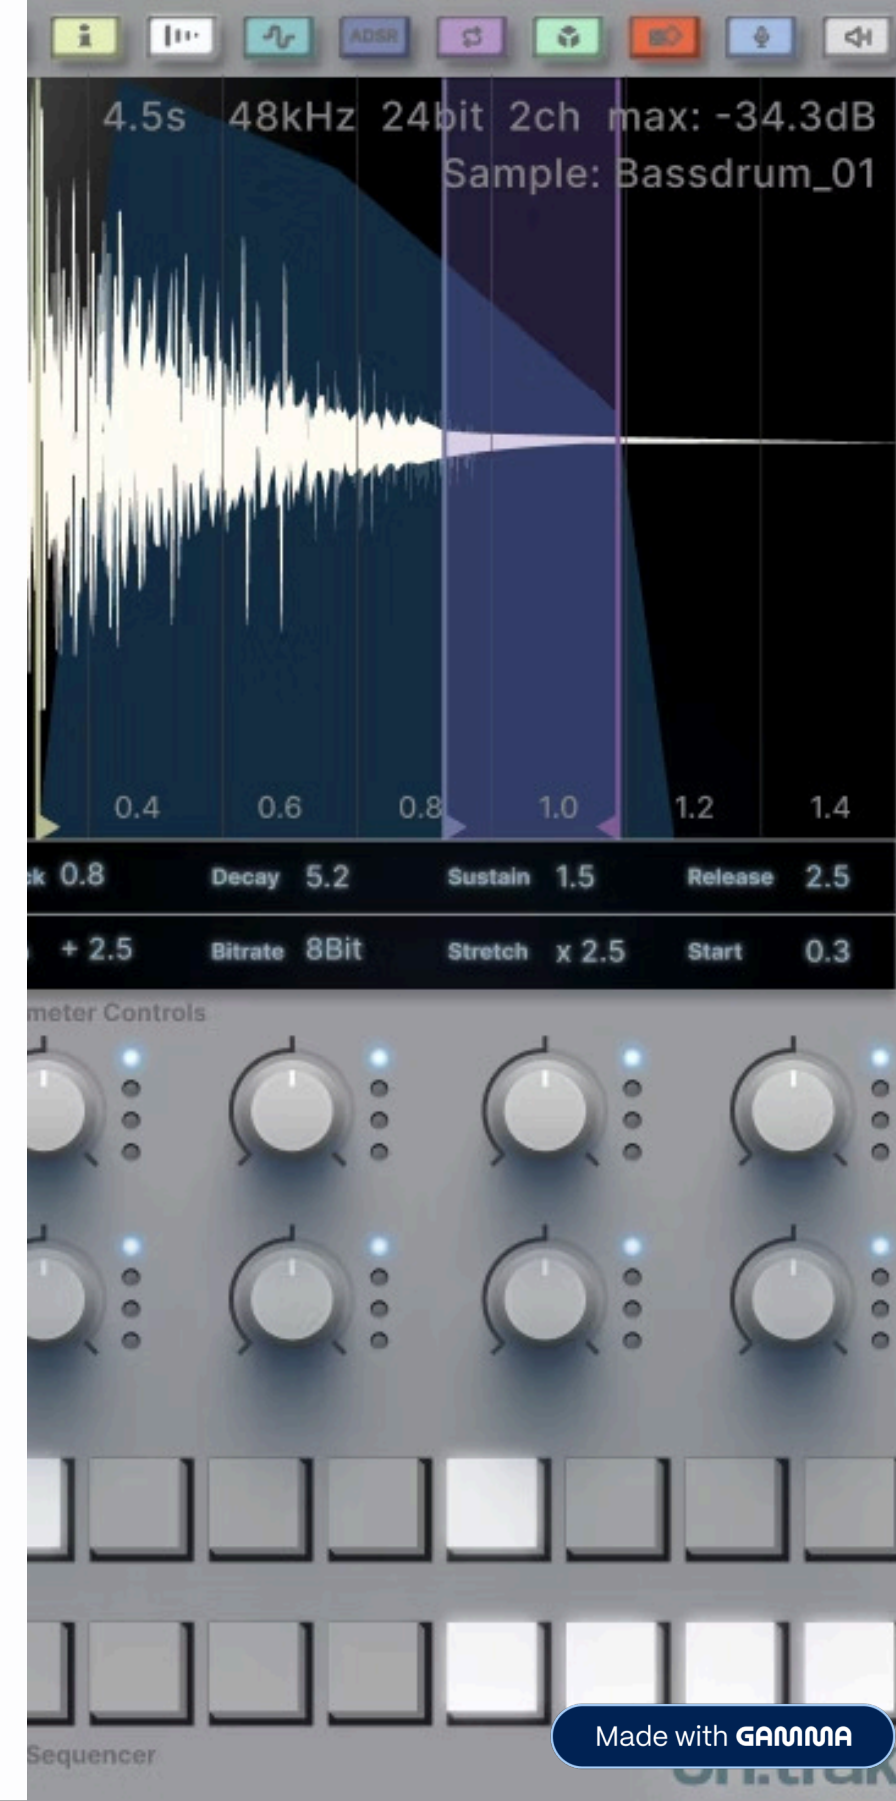 ADSR
4.5s 48kHz 24bit 2ch max: -34.3dB
Sample: Bassdrum_01
0.4 0.6 0.8 1.0 1.2 1.4
ck 0.8 Decay 5.2 Sustain 1.5 Release 2.5
+ 2.5 Bitrate 8Bit Stretch x 2.5 Start 0.3
meter Controls
Made with GAMMA
Sequencer